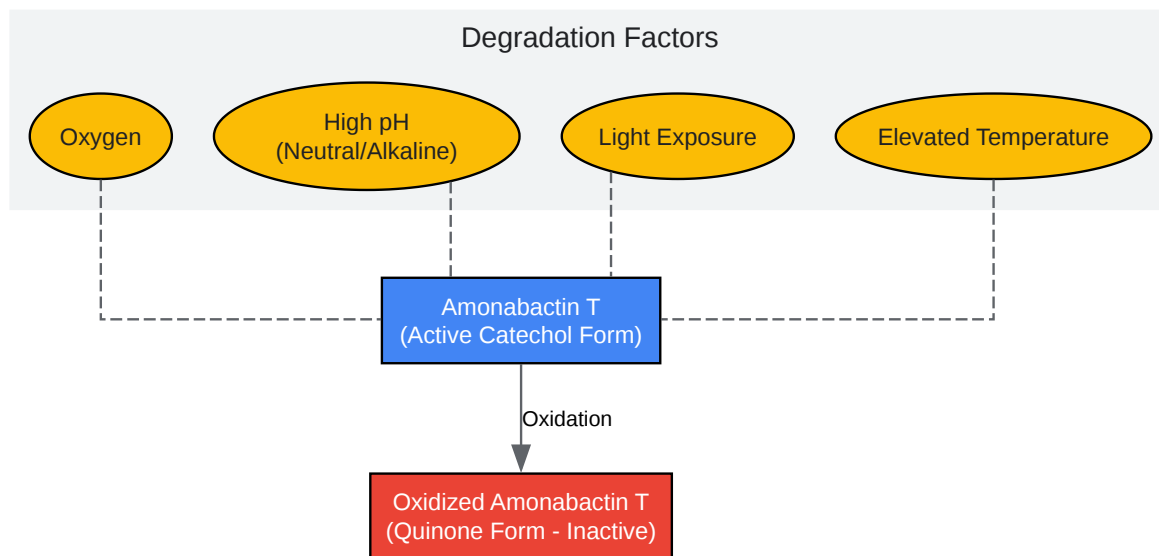 Degradation Factors
Oxygen
High pH
(Neutral/Alkaline)
Light Exposure
Elevated Temperature
Amonabactin T
(Active Catechol Form)
Oxidation
Oxidized Amonabactin T
(Quinone Form - Inactive)